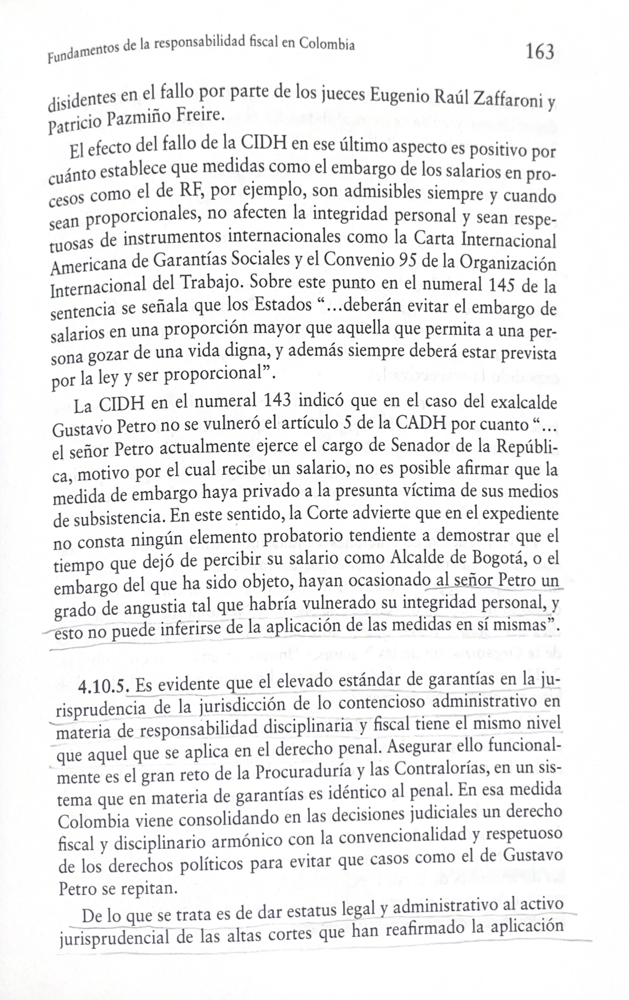 Fundamentos de la responsabilidad fiscal en Colombia
163
disidentes en el fallo por parte de los jueces Eugenio Raúl Zaffaroni y
Patricio Pazmiño Freire.
El efecto del fallo de la CIDH en ese último aspecto es positivo por
cuánto establece que medidas como el embargo de los salarios en pro-
cesos como el de RF, por ejemplo, son admisibles siempre y cuando
sean proporcionales, no afecten la integridad personal y sean respe-
tuosas de instrumentos internacionales como la Carta Internacional
Americana de Garantías Sociales y el Convenio 95 de la Organización
Internacional del Trabajo. Sobre este punto en el numeral 145 de la
sentencia se señala que los Estados “...deberán evitar el embargo de
salarios en una proporción mayor que aquella que permita a una per-
sona gozar de una vida digna, y además siempre deberá estar prevista
por la ley y ser proporcional”.
La CIDH en el numeral 143 indicó que en el caso del exalcalde
Gustavo Petro no se vulneró el artículo 5 de la CADH por cuanto “...
el señor Petro actualmente ejerce el cargo de Senador de la Repúbli-
ca, motivo por el cual recibe un salario, no es posible afirmar que la
medida de embargo haya privado a la presunta víctima de sus medios
de subsistencia. En este sentido, la Corte advierte que en el expediente
no consta ningún elemento probatorio tendiente a demostrar que el
tiempo que dejó de percibir su salario como Alcalde de Bogotá, o el
embargo del que ha sido objeto, hayan ocasionado al señor Petro un
grado de angustia tal que habría vulnerado su integridad personal, y
esto no puede inferirse de la aplicación de las medidas en sí mismas”.
4.10.5. Es evidente que el elevado estándar de garantías en la ju-
risprudencia de la jurisdicción de lo contencioso administrativo en
materia de responsabilidad disciplinaria y fiscal tiene el mismo nivel
que aquel que se aplica en el derecho penal. Asegurar ello funcional-
mente es el gran reto de la Procuraduría y las Contralorías, en un sis-
tema que en materia de garantías es idéntico al penal. En esa medida
Colombia viene consolidando en las decisiones judiciales un derecho
fiscal y disciplinario armónico con la convencionalidad y respetuoso
de los derechos políticos para evitar que casos como el de Gustavo
Petro se repitan.
De lo que se trata es de dar estatus legal y administrativo al activo
jurisprudencial de las altas cortes que han reafirmado la aplicación